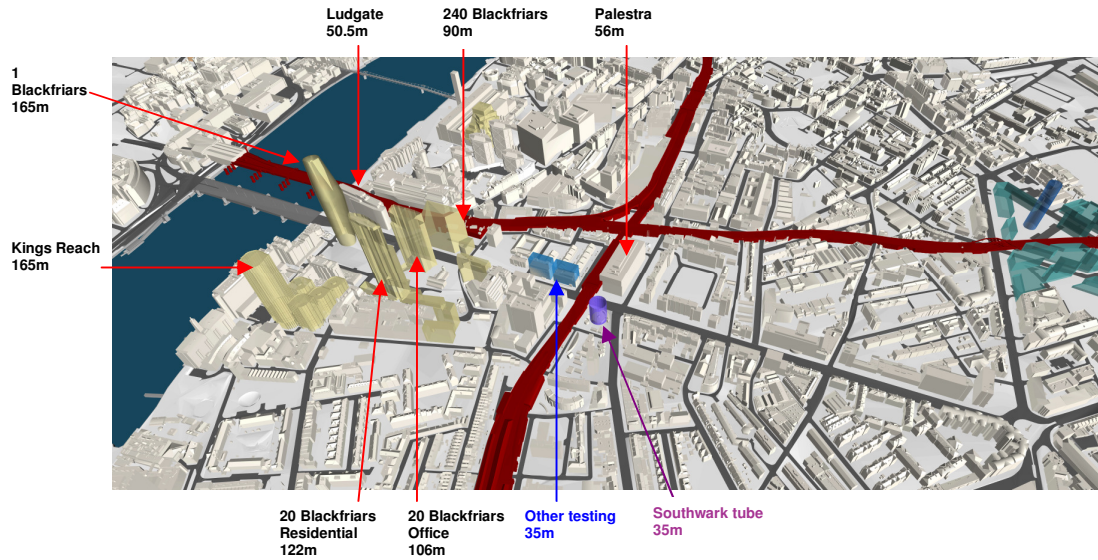 Ludgate
50.5m
240 Blackfriars
90m
Palestra
56m
1
Blackfriars
165m
Kings Reach
165m
20 Blackfriars
Residential
122m
20 Blackfriars
Office
106m
Other testing
35m
Southwark tube
35m